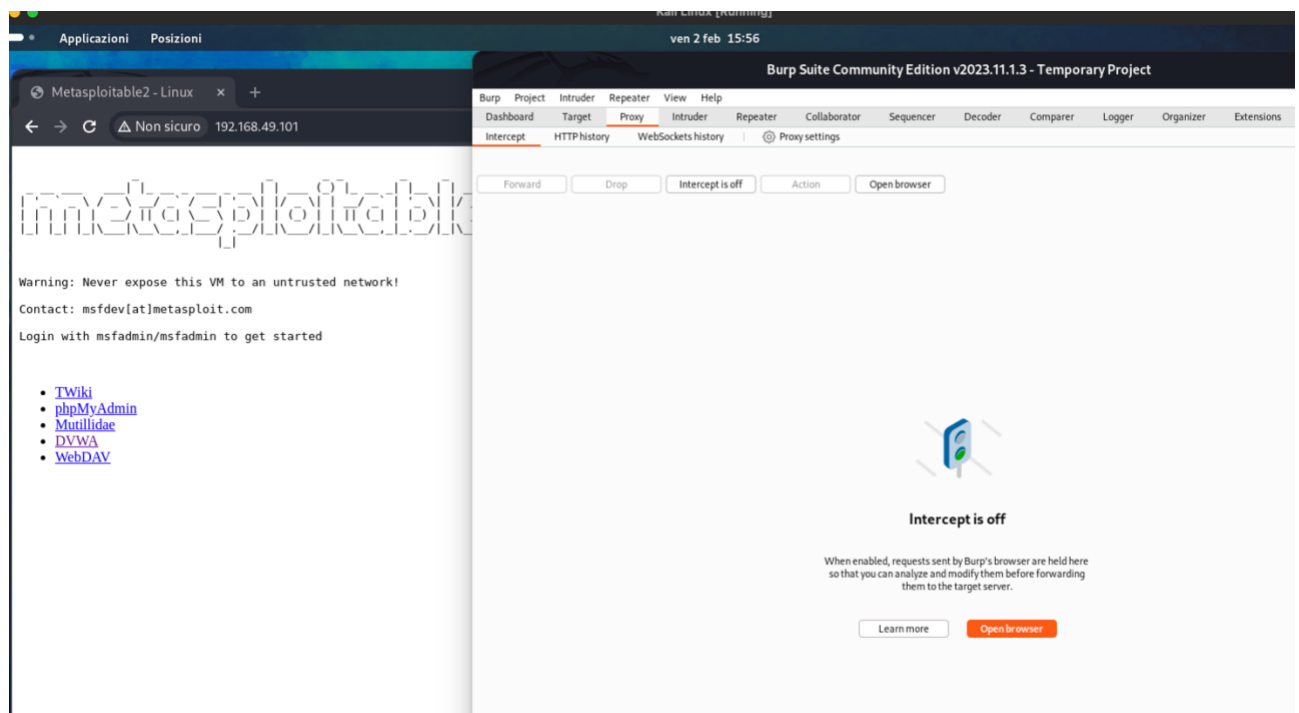 Kali Linux [Running]
Applicazioni Posizioni
ven 2 feb 15:56
Metasploitable2 - Linux
Non sicuro 192.168.49.101
metasploitable
Warning: Never expose this VM to an untrusted network!
Contact: msfdev[at]metasploit.com
Login with msfadmin/msfadmin to get started
TWiki
phpMyAdmin
Mutillidae
DVWA
WebDAV
Burp Suite Community Edition v2023.11.1.3 - Temporary Project
Burp Project Intruder Repeater View Help
Dashboard Target Proxy Intruder Repeater Collaborator Sequencer Decoder Comparer Logger Organizer Extensions
Intercept HTTP history WebSockets history Proxy settings
Forward Drop Intercept is off Action Open browser
Intercept is off
When enabled, requests sent by Burp's browser are held here
so that you can analyze and modify them before forwarding
them to the target server.
Learn more Open browser